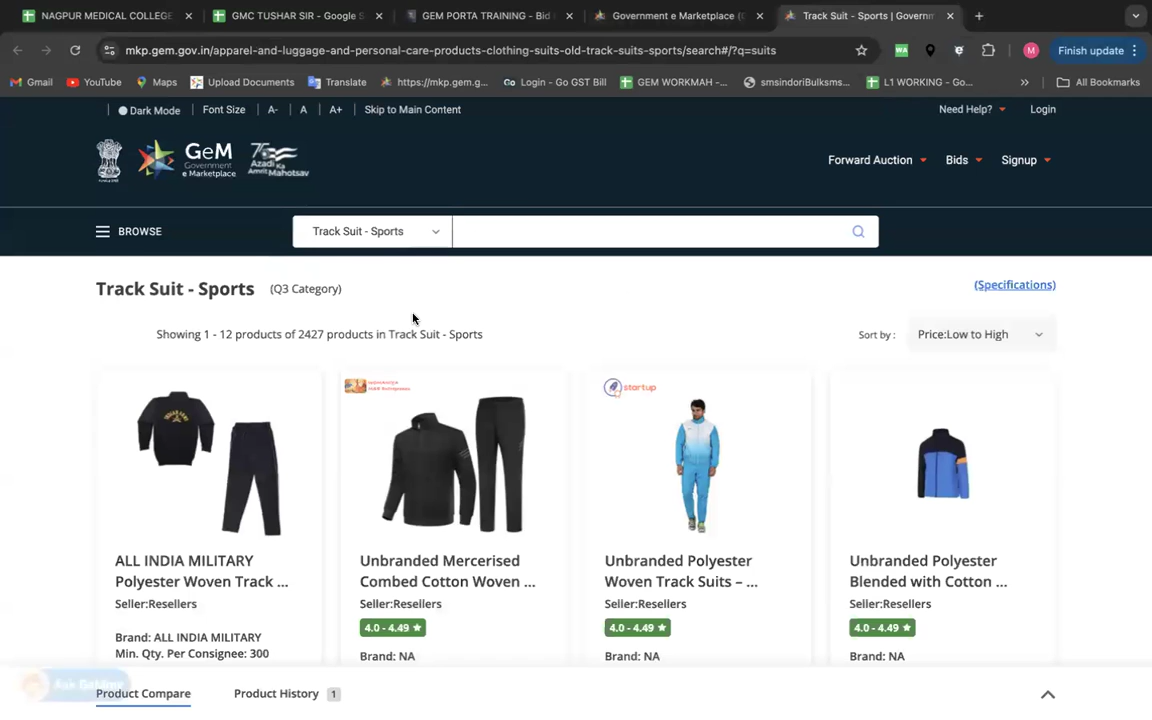 NAGPUR MEDICAL COLLEGE
GMC TUSHAR SIR - Google S
GEM PORTA TRAINING - Bid
Government e Marketplace (
Track Suit - Sports | Governm
mkp.gem.gov.in/apparel-and-luggage-and-personal-care-products-clothing-suits-old-track-suits-sports/search#/?q=suits
WA
M
Finish update
Gmail
YouTube
Maps
Upload Documents
Translate
https://mkp.gem.g...
Go Login - Go GST Bill
GEM WORKMAH -...
smsindoriBulksms...
L1 WORKING - Go...
»
All Bookmarks
Dark Mode
Font Size
A-
A
A+
Skip to Main Content
Need Help?
Login
GeM
Government
e Marketplace
75
Azadi Ka
Amrit Mahotsav
Forward Auction
Bids
Signup
BROWSE
Track Suit - Sports
Track Suit - Sports (Q3 Category)
(Specifications)
Showing 1 - 12 products of 2427 products in Track Suit - Sports
Sort by :
Price:Low to High
startup
INDIAN ARMY
ALL INDIA MILITARY
Polyester Woven Track ...
Seller:Resellers
Brand: ALL INDIA MILITARY
Min. Qty. Per Consignee: 300
Unbranded Mercerised
Combed Cotton Woven ...
Seller:Resellers
4.0 - 4.49 ★
Brand: NA
Unbranded Polyester
Woven Track Suits – ...
Seller:Resellers
4.0 - 4.49 ★
Brand: NA
Unbranded Polyester
Blended with Cotton ...
Seller:Resellers
4.0 - 4.49 ★
Brand: NA
Ask GeMmy
Product Compare
Product History 1